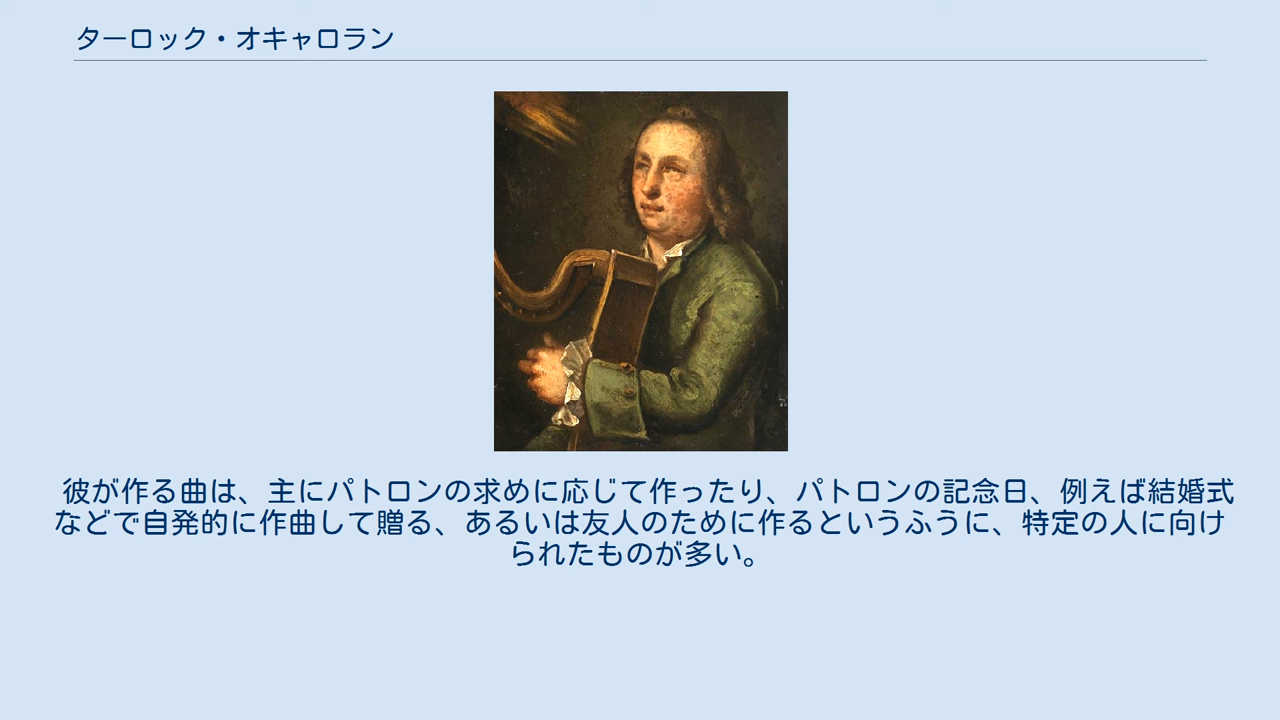 ターロック・オキャロラン
彼が作る曲は、主にパトロンの求めに応じて作ったり、パトロンの記念日、例えば結婚式
などで自発的に作曲して贈る、あるいは友人のために作るというふうに、特定の人に向け
られたものが多い。